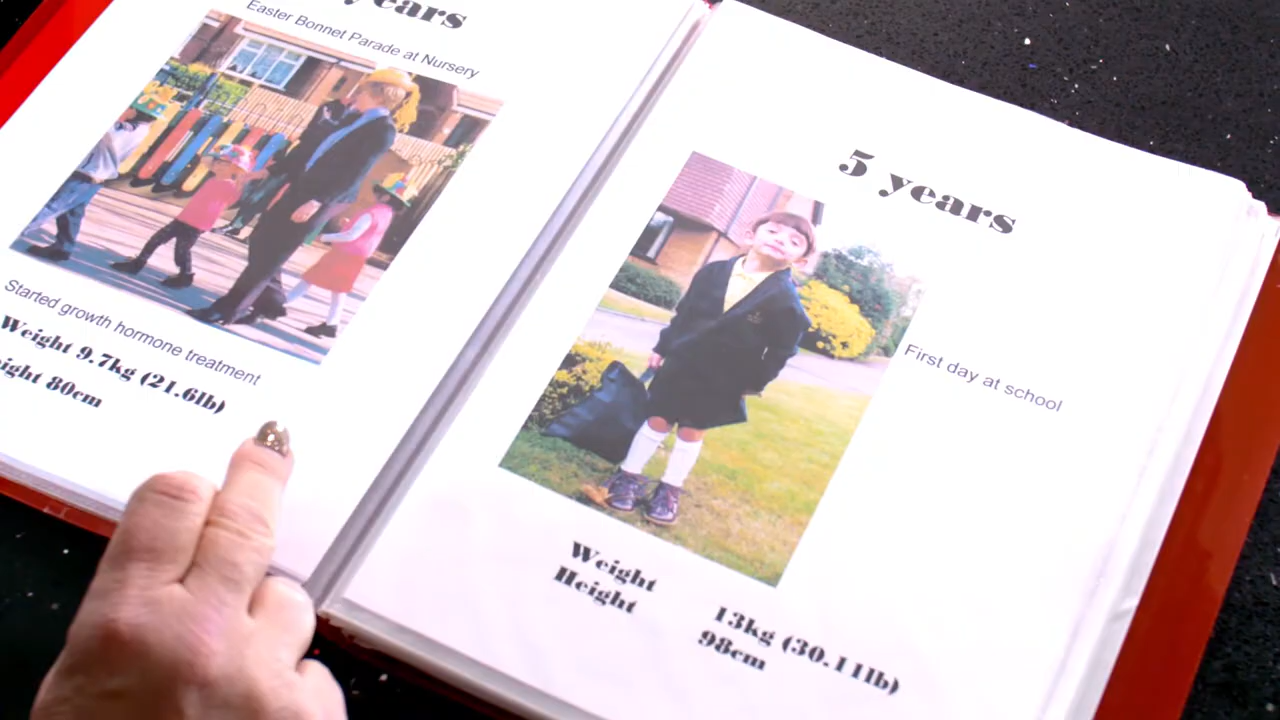 years
Easter Bonnet Parade at Nursery
Started growth hormone treatment
Weight 9.7kg (21.6lb)
80cm
5 years
First day at school
Weight 13kg (30.11lb)
Height 98cm